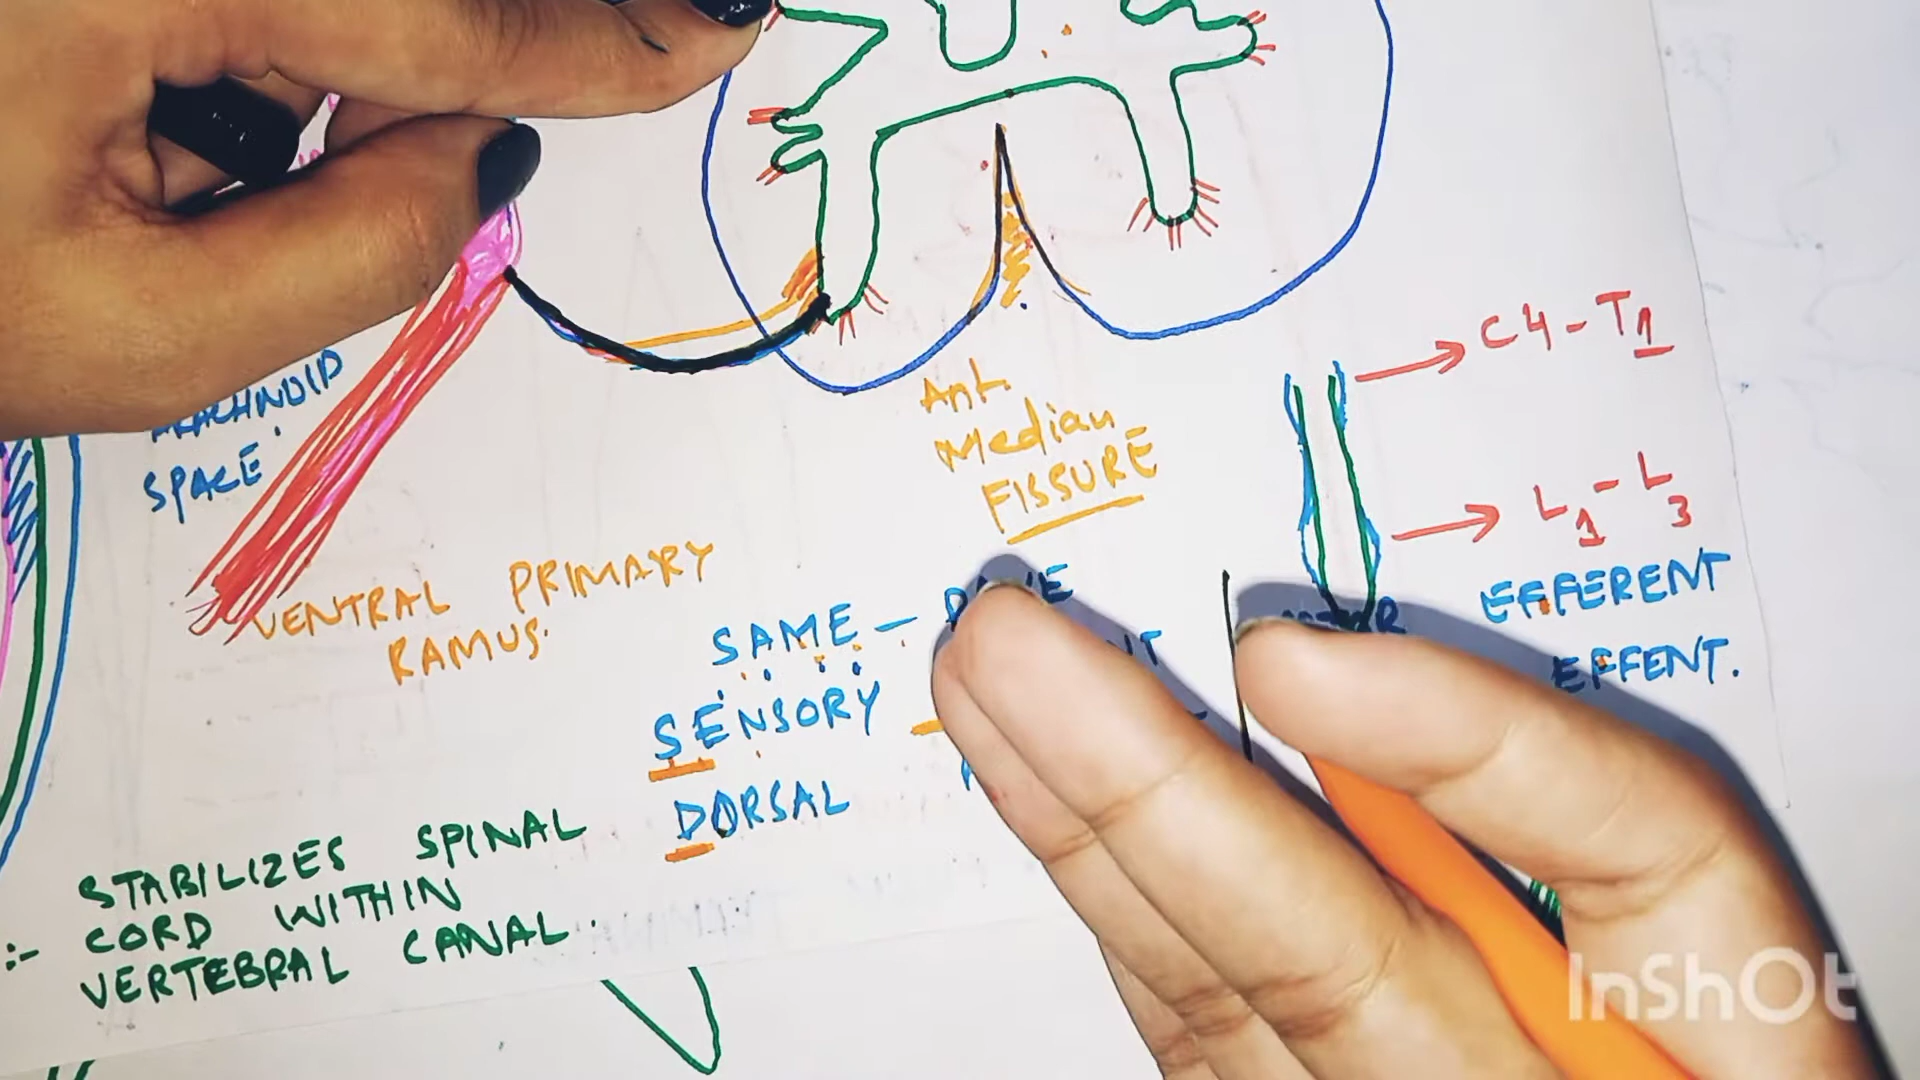 SPACE.
Ant.
Median
FISSURE
C4 - T1
L1 - L3
VENTRAL PRIMARY
RAMUS.
SAME -
SENSORY
DORSAL
EFFERENT
EFFENT.
STABILIZES SPINAL
:- CORD WITHIN
VERTEBRAL CANAL.
InShOt